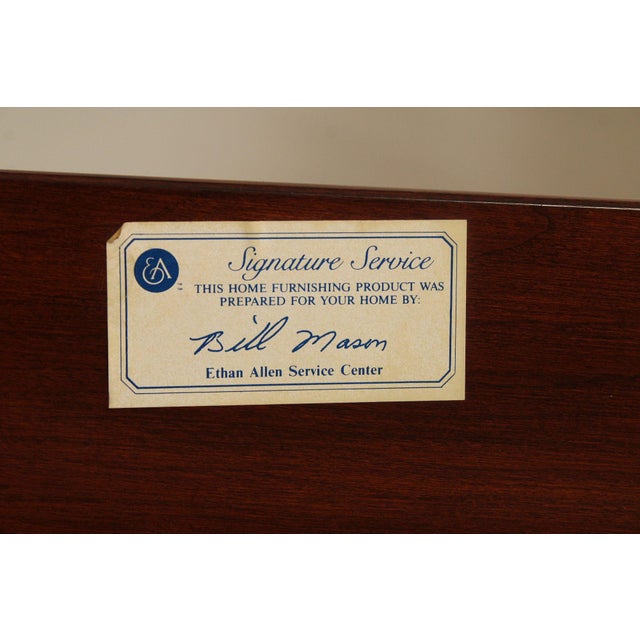 EA
™
Signature Service
THIS HOME FURNISHING PRODUCT WAS
PREPARED FOR YOUR HOME BY:
Bill Mason
Ethan Allen Service Center